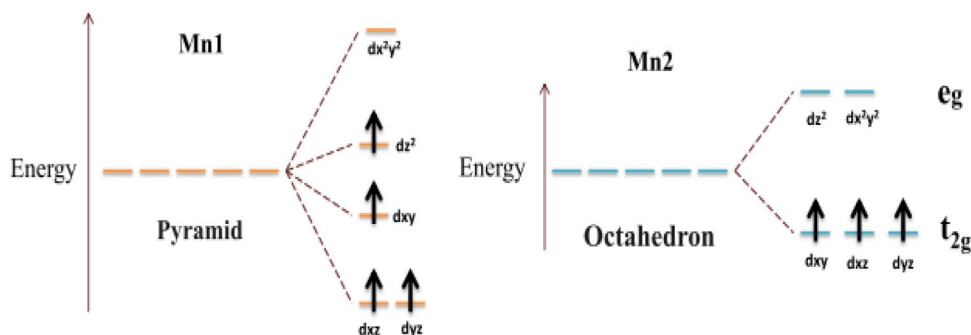 Mn1
dx²y²
dz²
Energy
dxy
Pyramid
dxz dyz
Mn2
eg
dz² dx²y²
Energy
Octahedron
t2g
dxy dxz dyz